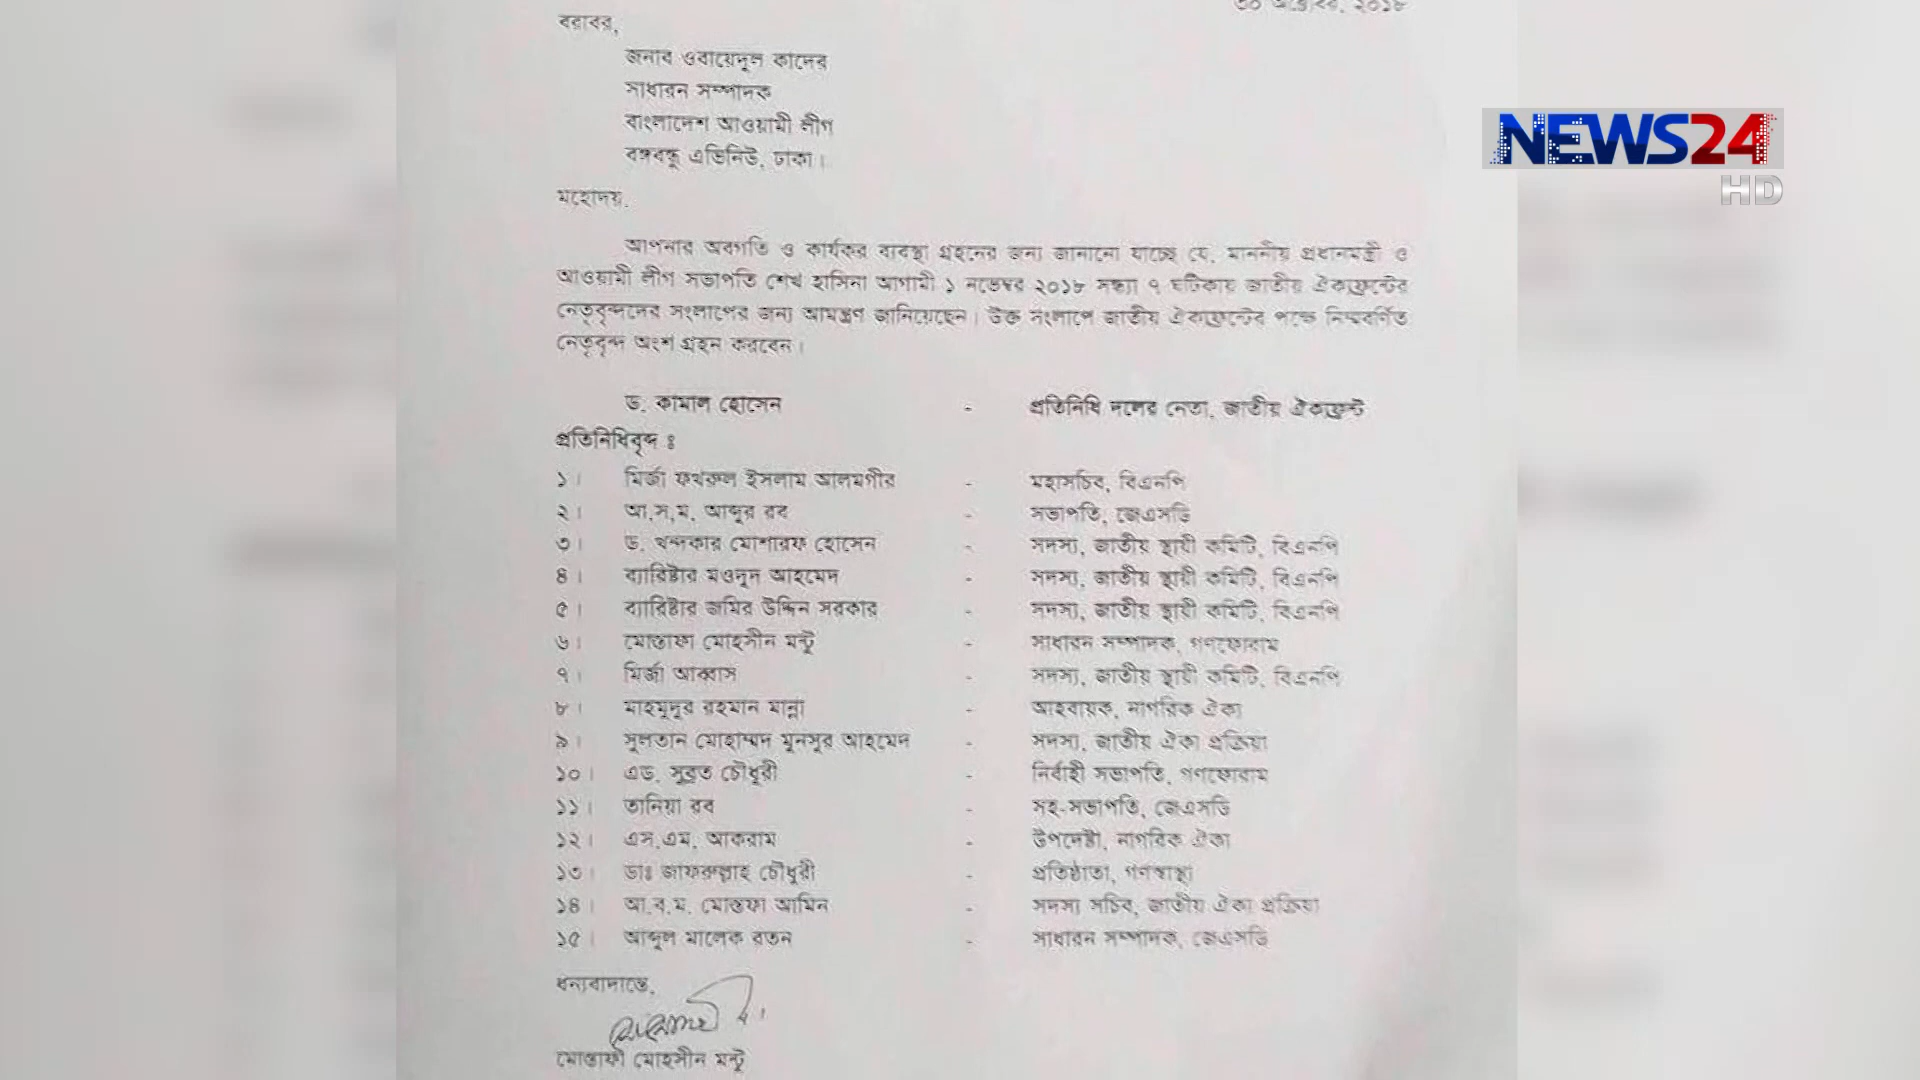 ৩০ অক্টোবর, ২০১৮
বরাবর,
জনাব ওবায়েদুল কাদের
সাধারন সম্পাদক
বাংলাদেশ আওয়ামী লীগ
বঙ্গবন্ধু এভিনিউ, ঢাকা।
NEWS24
HD
মহোদয়,
আপনার অবগতি ও কার্যকর ব্যবস্থা গ্রহনের জন্য জানানো যাচ্ছে যে, মাননীয় প্রধানমন্ত্রী ও
আওয়ামী লীগ সভাপতি শেখ হাসিনা আগামী ১ নভেম্বর ২০১৮ সন্ধ্যা ৭ ঘটিকায় জাতীয় ঐক্যফ্রন্টের
নেতৃবৃন্দদের সংলাপের জন্য আমন্ত্রণ জানিয়েছেন। উক্ত সংলাপে জাতীয় ঐক্যফ্রন্টের পক্ষে নিম্নবর্ণিত
নেতৃবৃন্দ অংশ গ্রহন করবেন।
ড. কামাল হোসেন - প্রতিনিধি দলের নেতা, জাতীয় ঐক্যফ্রন্ট
প্রতিনিধিবৃন্দ ঃ
১। মির্জা ফখরুল ইসলাম আলমগীর - মহাসচিব, বিএনপি
২। আ,স,ম, আব্দুর রব - সভাপতি, জেএসডি
৩। ড. খন্দকার মোশারফ হোসেন - সদস্য, জাতীয় স্থায়ী কমিটি, বিএনপি
৪। ব্যারিষ্টার মওদুদ আহমেদ - সদস্য, জাতীয় স্থায়ী কমিটি, বিএনপি
৫। ব্যারিষ্টার জমির উদ্দিন সরকার - সদস্য, জাতীয় স্থায়ী কমিটি, বিএনপি
৬। মোস্তাফা মোহসীন মন্টু - সাধারন সম্পাদক, গণফোরাম
৭। মির্জা আব্বাস - সদস্য, জাতীয় স্থায়ী কমিটি, বিএনপি
৮। মাহমুদুর রহমান মান্না - আহবায়ক, নাগরিক ঐক্য
৯। সুলতান মোহাম্মদ মুনসুর আহমেদ - সদস্য, জাতীয় ঐক্য প্রক্রিয়া
১০। এড. সুব্রত চৌধুরী - নির্বাহী সভাপতি, গণফোরাম
১১। তানিয়া রব - সহ-সভাপতি, জেএসডি
১২। এস,এম, আকরাম - উপদেষ্টা, নাগরিক ঐক্য
১৩। ডাঃ জাফরুল্লাহ চৌধুরী - প্রতিষ্ঠাতা, গণস্বাস্থ্য
১৪। আ.ব.ম. মোস্তফা আমিন - সদস্য সচিব, জাতীয় ঐক্য প্রক্রিয়া
১৫। আব্দুল মালেক রতন - সাধারন সম্পাদক, জেএসডি
ধন্যবাদান্তে,
মোস্তাফা মোহসীন মন্টু